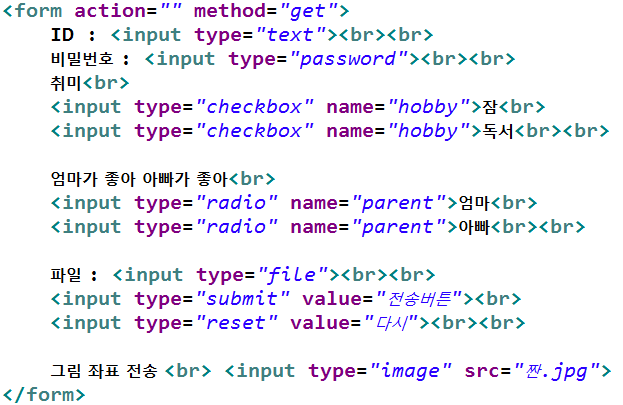 <form action="" method="get">
ID : <input type="text"><br><br>
비밀번호 : <input type="password"><br><br>
취미<br>
<input type="checkbox" name="hobby">잠<br>
<input type="checkbox" name="hobby">독서<br><br>
엄마가 좋아 아빠가 좋아<br>
<input type="radio" name="parent">엄마<br>
<input type="radio" name="parent">아빠<br><br>
파일 : <input type="file"><br><br>
<input type="submit" value="전송버튼"><br>
<input type="reset" value="다시"><br><br>
그림 좌표 전송 <br> <input type="image" src="짠.jpg">
</form>